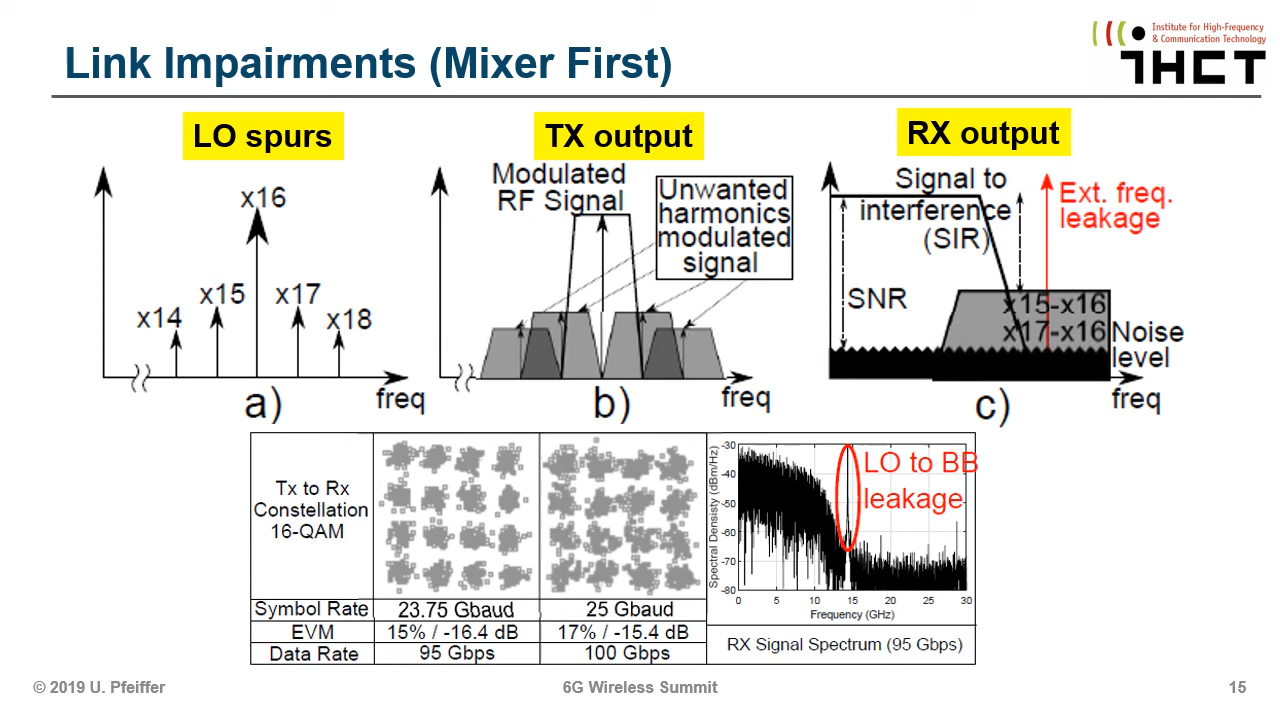 Link Impairments (Mixer First)
Institute for High-Frequency
& Communication Technology
IHCT
LO spurs
TX output
RX output
x14
x15
x16
x17
x18
freq
a)
Modulated
RF Signal
Unwanted
harmonics
modulated
signal
freq
b)
Signal to
interference
(SIR)
Ext. freq.
leakage
SNR
x15-x16
x17-x16
Noise
level
freq
c)
Tx to Rx
Constellation
16-QAM
Symbol Rate
23.75 Gbaud
25 Gbaud
EVM
15% / -16.4 dB
17% / -15.4 dB
Data Rate
95 Gbps
100 Gbps
Spectral Densisty (dBm/Hz)
-30
-40
-50
-60
-70
-80
0 5 10 15 20 25 30
Frequency (GHz)
LO to BB
leakage
RX Signal Spectrum (95 Gbps)
© 2019 U. Pfeiffer
6G Wireless Summit
15